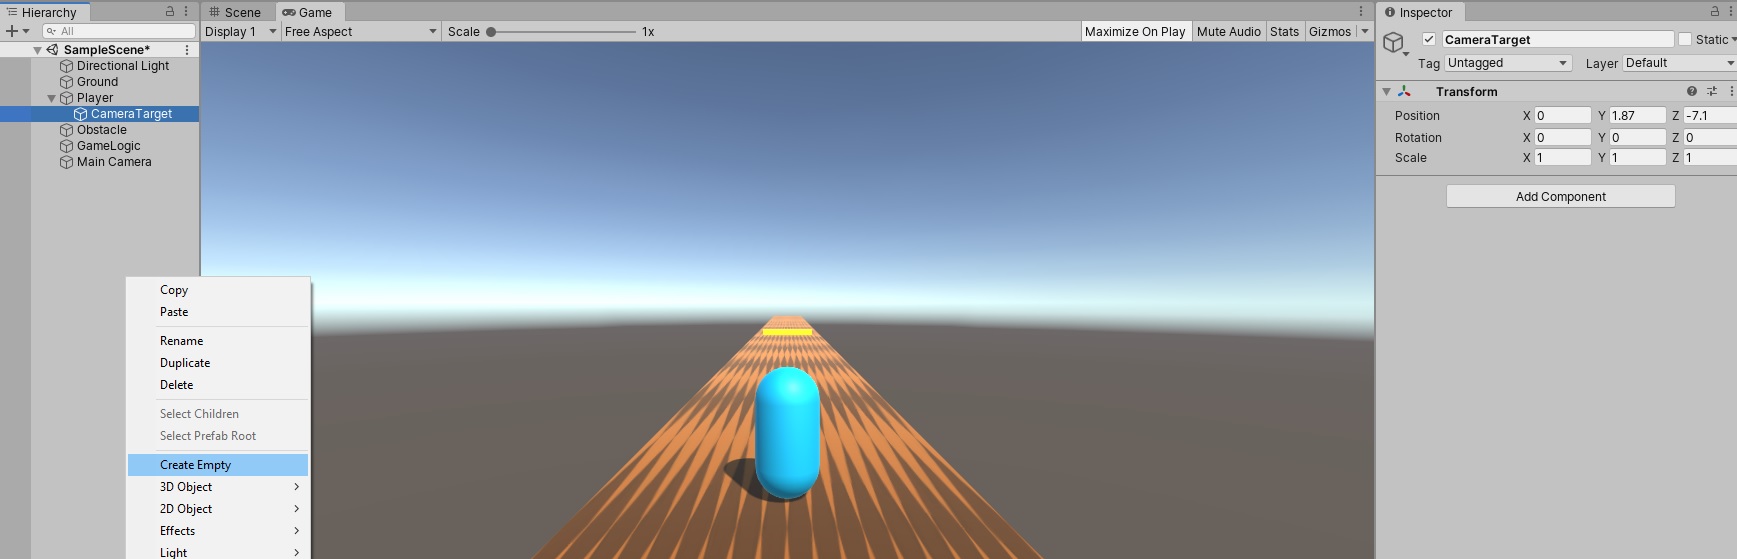 Hierarchy
All
SampleScene*
Directional Light
Ground
Player
CameraTarget
Obstacle
GameLogic
Main Camera
Copy
Paste
Rename
Duplicate
Delete
Select Children
Select Prefab Root
Create Empty
3D Object
2D Object
Effects
Light
Scene Game
Display 1 Free Aspect Scale 1x Maximize On Play Mute Audio Stats Gizmos
Inspector
CameraTarget Static
Tag Untagged Layer Default
Transform
Position X 0 Y 1.87 Z -7.1
Rotation X 0 Y 0 Z 0
Scale X 1 Y 1 Z 1
Add Component